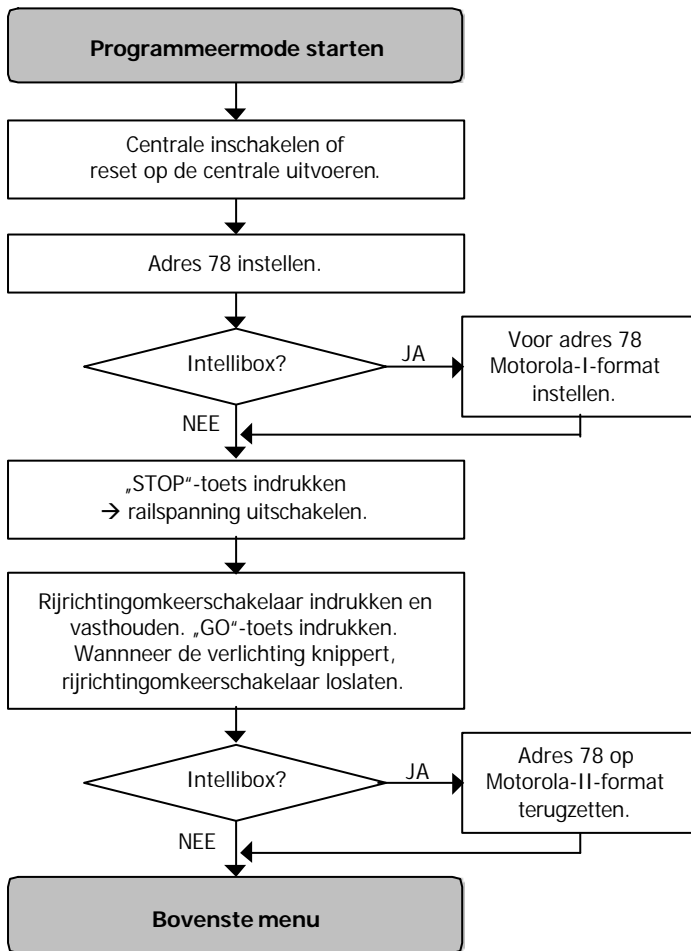 Programmeermode starten
Centrale inschakelen of
reset op de centrale uitvoeren.
Adres 78 instellen.
Intellibox?
JA
Voor adres 78
Motorola-I-format
instellen.
NEE
„STOP“-toets indrukken
→ railspanning uitschakelen.
Rijrichtingomkeerschakelaar indrukken en
vasthouden. „GO“-toets indrukken.
Wannneer de verlichting knippert,
rijrichtingomkeerschakelaar loslaten.
Intellibox?
JA
Adres 78 op
Motorola-II-format
terugzetten.
NEE
Bovenste menu